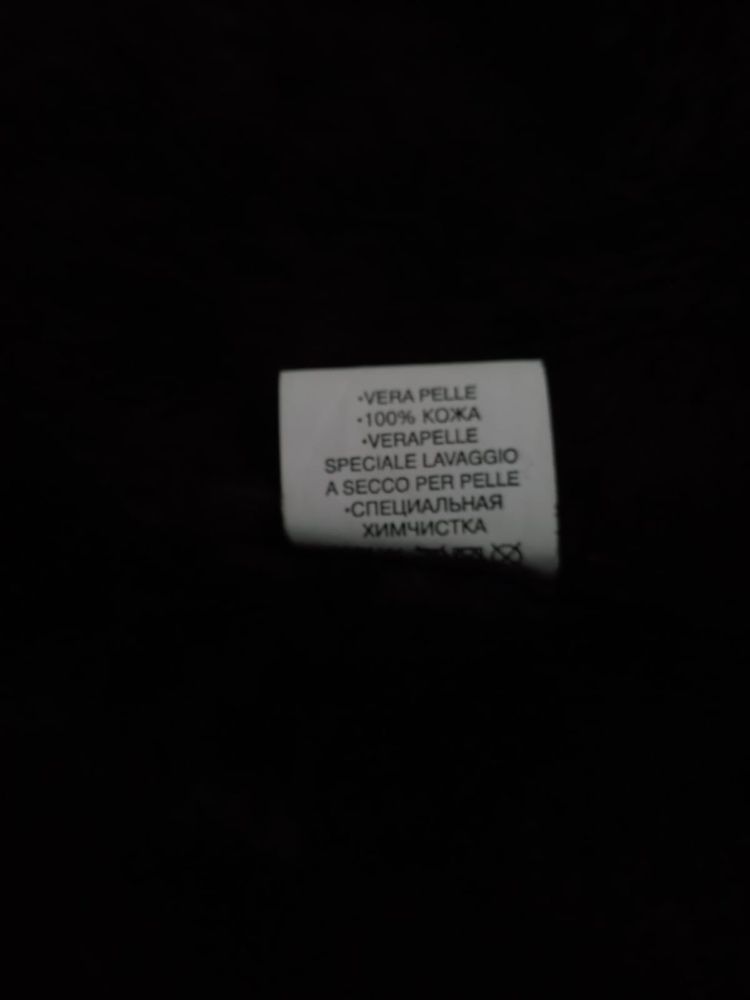 ·VERA PELLE
·100% КОЖА
·VERAPELLE
SPECIALE LAVAGGIO
A SECCO PER PELLE
·СПЕЦИАЛЬНАЯ
ХИМЧИСТКА